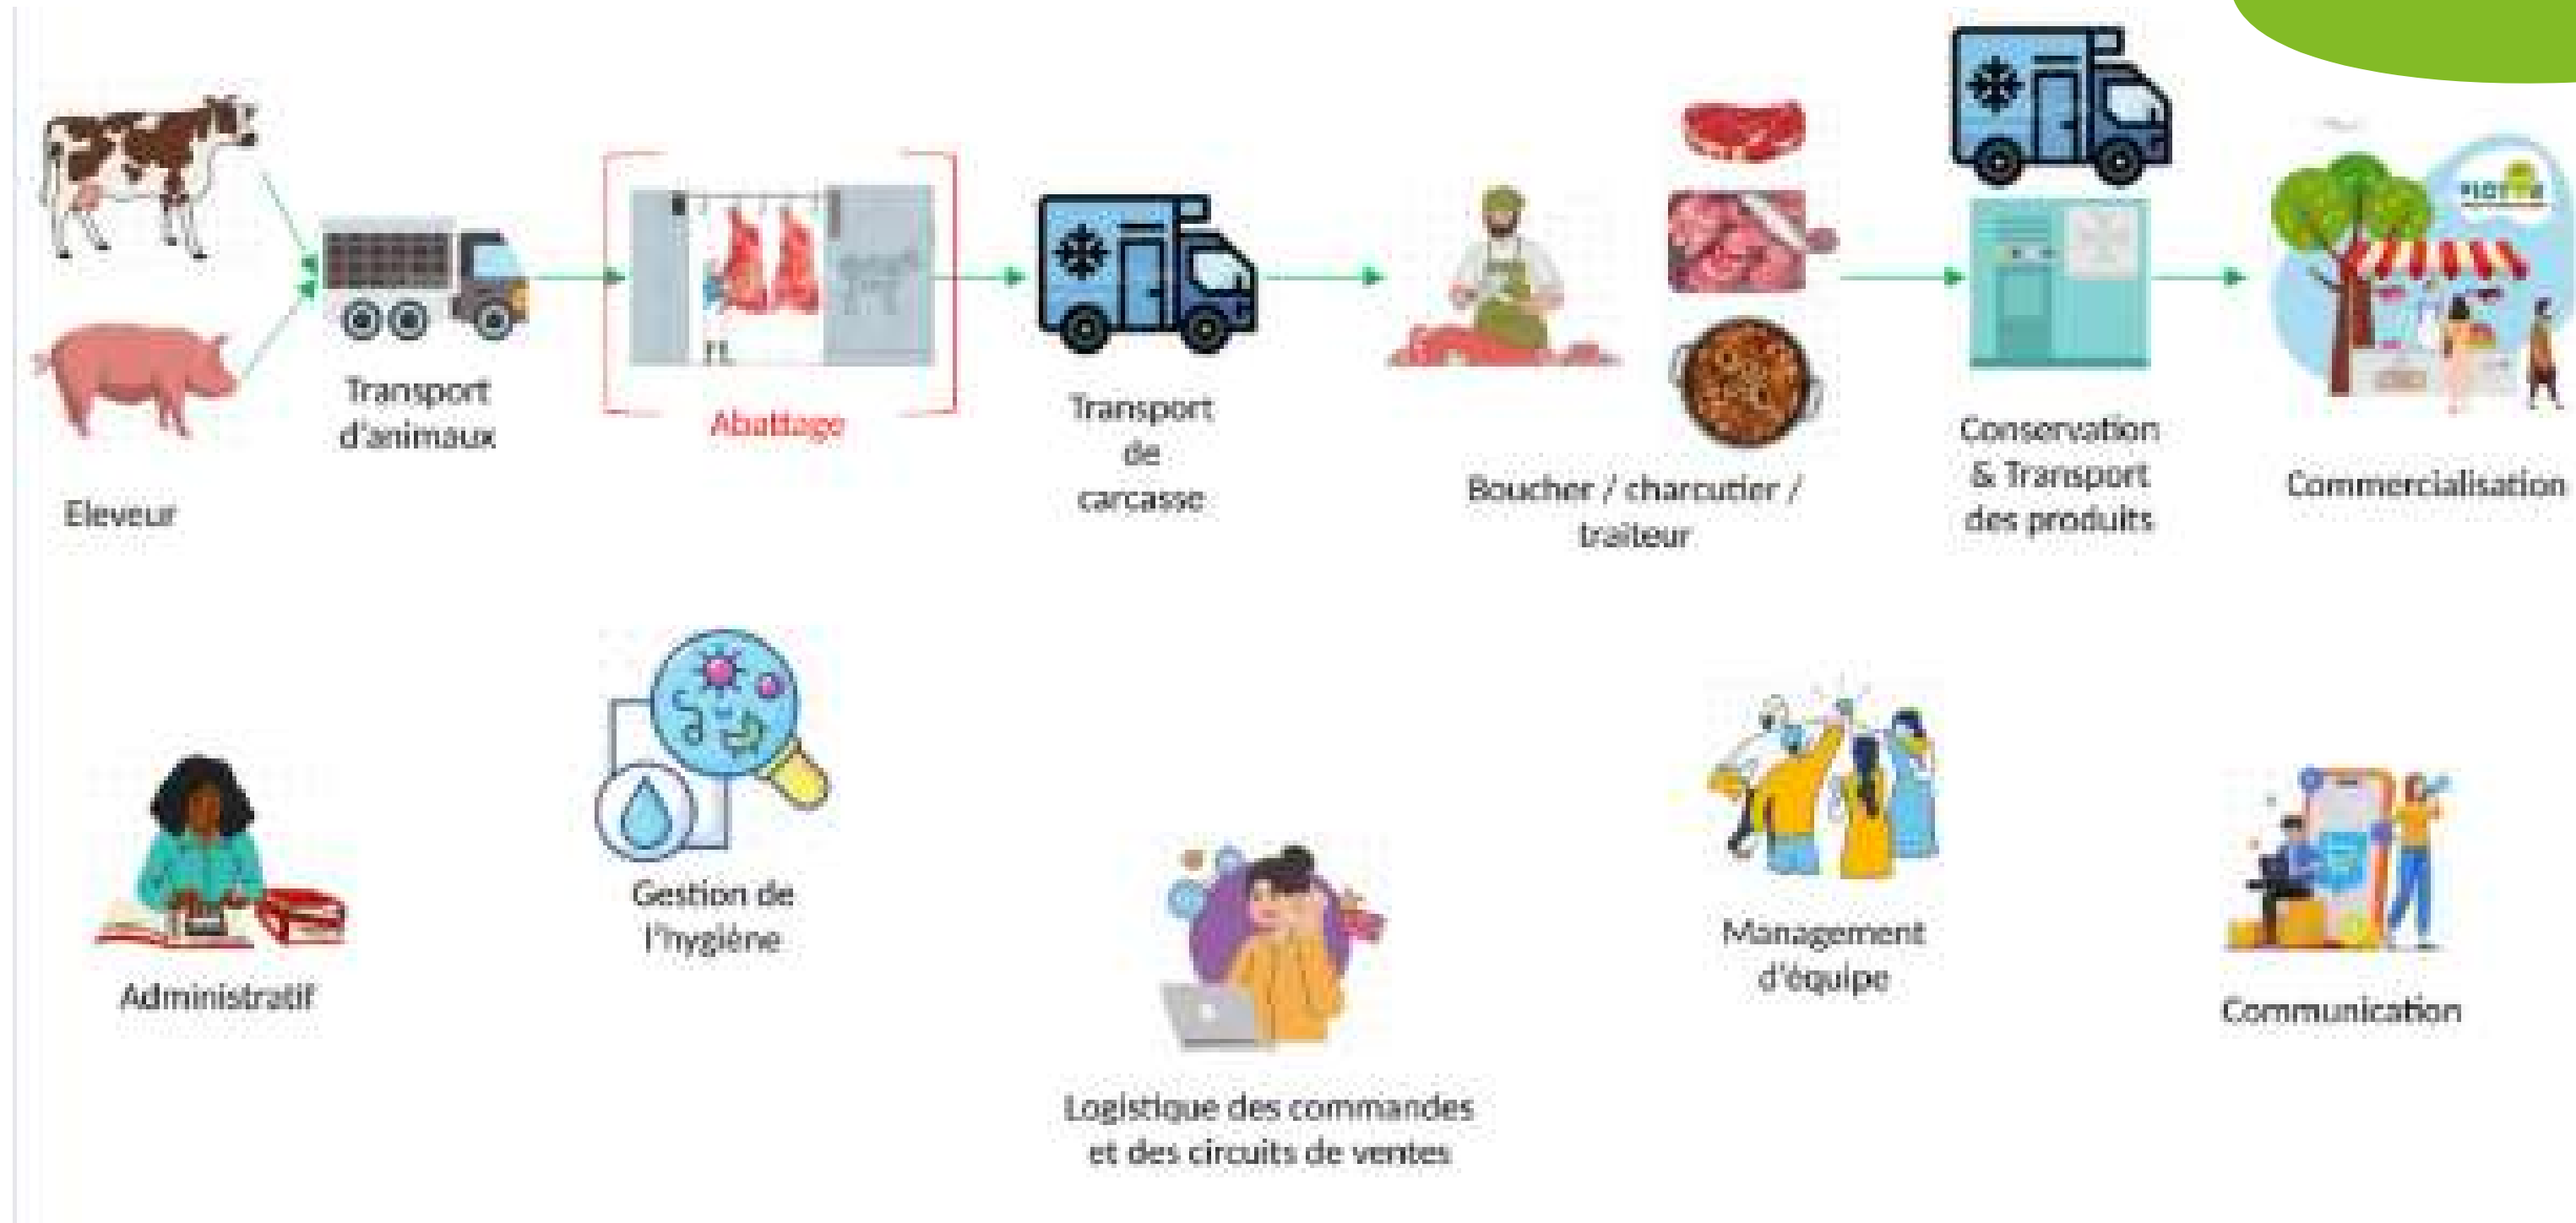 Eleveur
Transport
d'animaux
Abattage
Transport
de
carcasse
Boucher / charcutier /
traiteur
Conservation
& Transport
des produits
Commercialisation
Administratif
Gestion de
l'hygiène
Logistique des commandes
et des circuits de ventes
Management
d'équipe
Communication